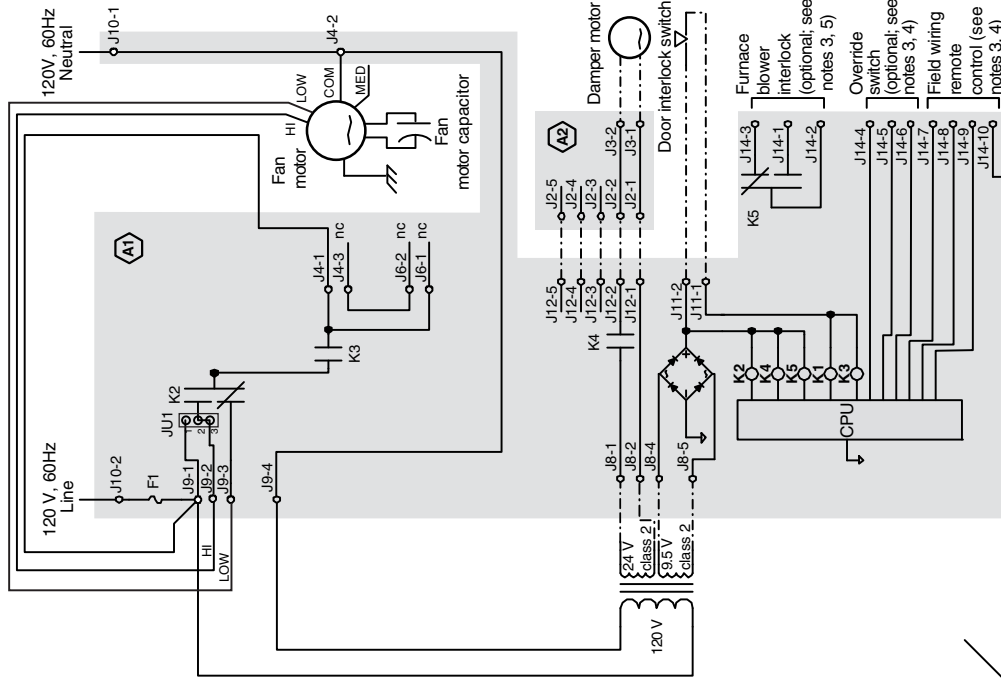 120V, 60Hz
Neutral
J10-1
J4-2
LOW
COM
MED
HI
Fan
motor
Fan
motor capacitor
120 V, 60Hz
Line
J10-2
F1
A1
J4-1
J4-3 nc
J6-2 nc
J6-1 nc
K3
K2
JU1
1
2
3
J9-1
J9-2
J9-3
HI
LOW
J9-4
Damper motor
Door interlock switch
A2
J3-2
J3-1
J2-5
J2-4
J2-3
J2-2
J2-1
J12-5
J12-4
J12-3
J12-2
J12-1
K4
J11-2
J11-1
J8-1
J8-2
J8-4
J8-5
24 V
class 2
9.5 V
class 2
120 V
K2
K4
K5
K1
K3
CPU
K5
J14-3
J14-1
J14-2
Furnace
blower
interlock
(optional; see
notes 3, 5)
J14-4
J14-5
J14-6
Override
switch
(optional; see
notes 3, 4)
J14-7
J14-8
J14-9
J14-10
Field wiring
remote
control (see
notes 3, 4)